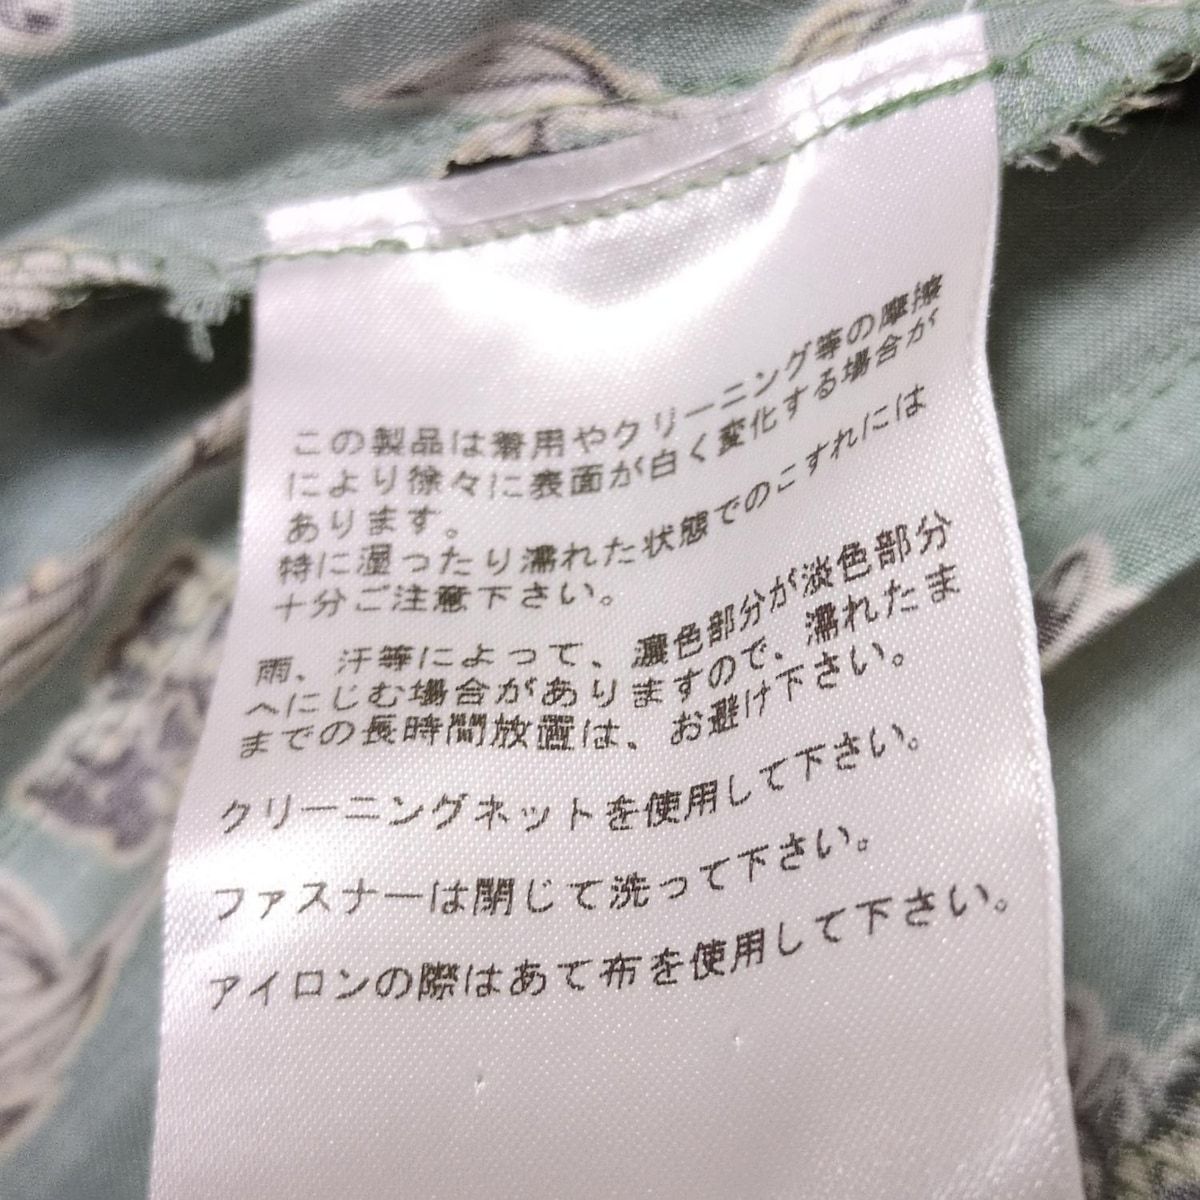 この製品は着用やクリーニング等の摩擦
により徐々に表面が白く変化する場合が
あります。
特に湿ったり濡れた状態でのこすれには
十分ご注意下さい。
雨、汗等によって、濃色部分が淡色部分
へにじむ場合がありますので、濡れたま
までの長時間放置は、お避け下さい。
クリーニングネットを使用して下さい。
ファスナーは閉じて洗って下さい。
アイロンの際はあて布を使用して下さい。